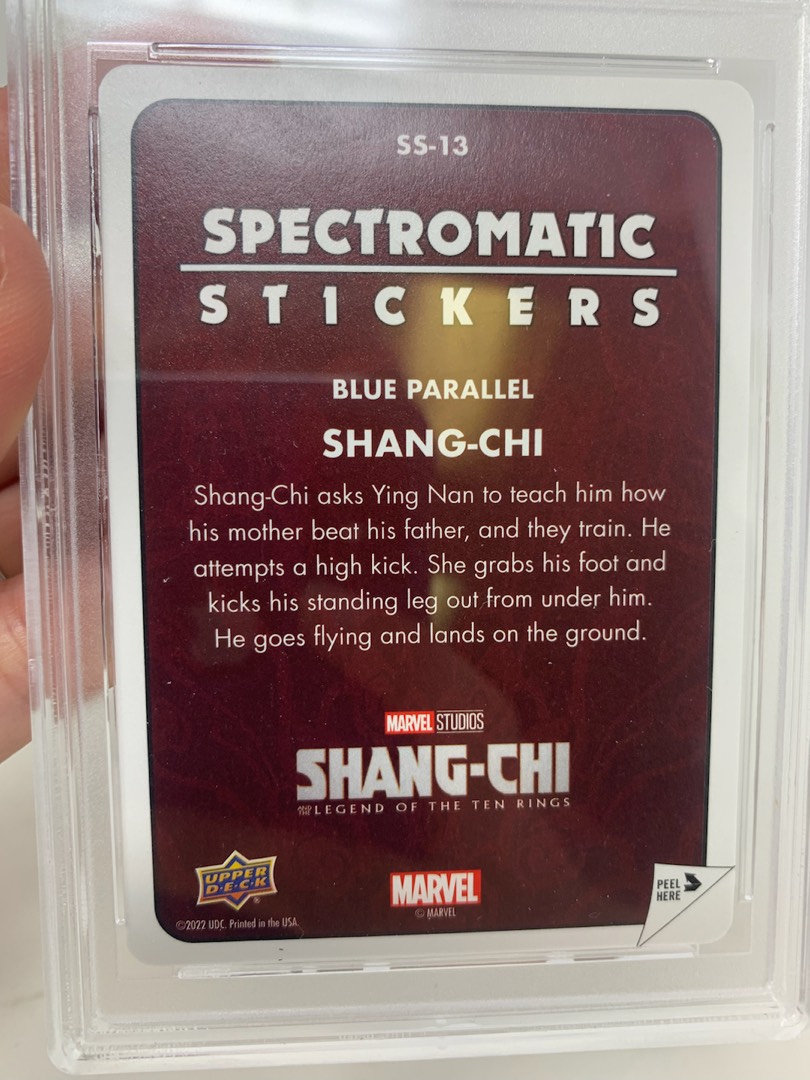 SS-13
SPECTROMATIC
STICKERS
BLUE PARALLEL
SHANG-CHI
Shang-Chi asks Ying Nan to teach him how
his mother beat his father, and they train. He
attempts a high kick. She grabs his foot and
kicks his standing leg out from under him.
He goes flying and lands on the ground.
MARVEL STUDIOS
SHANG-CHI
AND THE LEGEND OF THE TEN RINGS
UPPER
D·E·C·K
®
MARVEL
© MARVEL
©2022 UDC. Printed in the USA.
PEEL
HERE